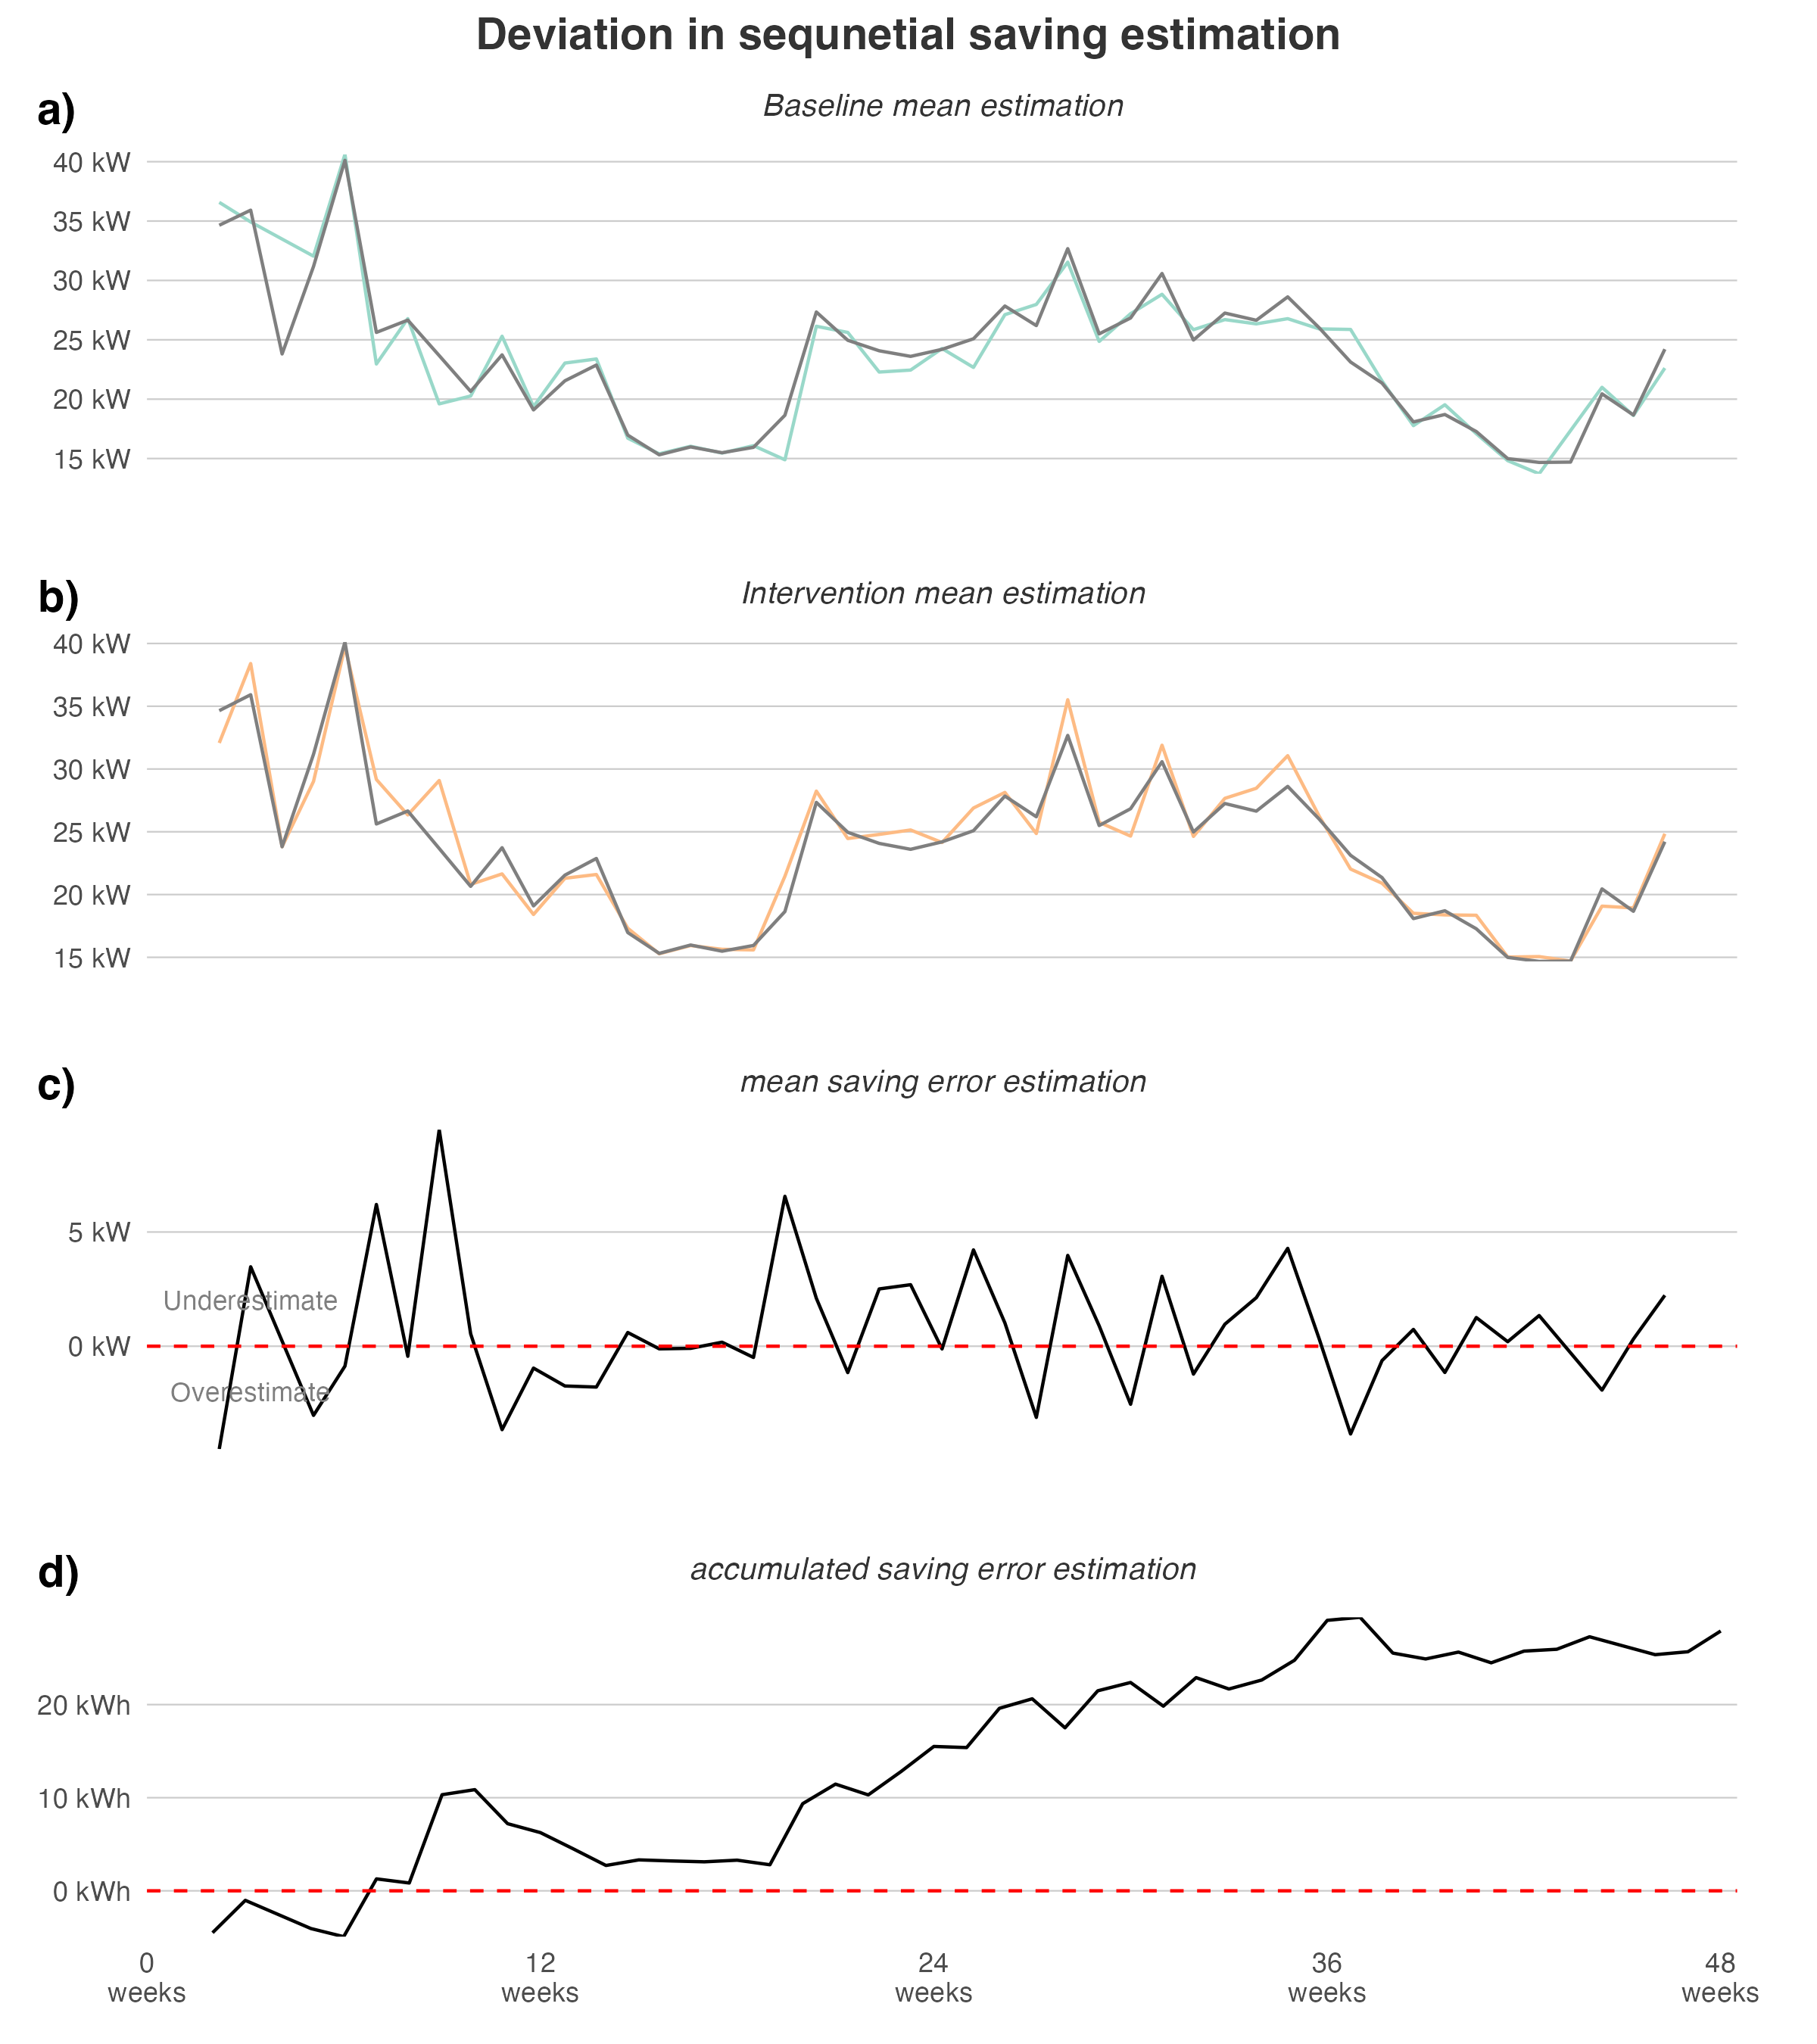 Deviation in sequnetial saving estimation
a)
Baseline mean estimation
40 kW
35 kW
30 kW
25 kW
20 kW
15 kW
b)
Intervention mean estimation
40 kW
35 kW
30 kW
25 kW
20 kW
15 kW
c)
mean saving error estimation
5 kW
Underestimate
0 kW
Overestimate
d)
accumulated saving error estimation
20 kWh
10 kWh
0 kWh
0 12 24 36 48
weeks weeks weeks weeks weeks